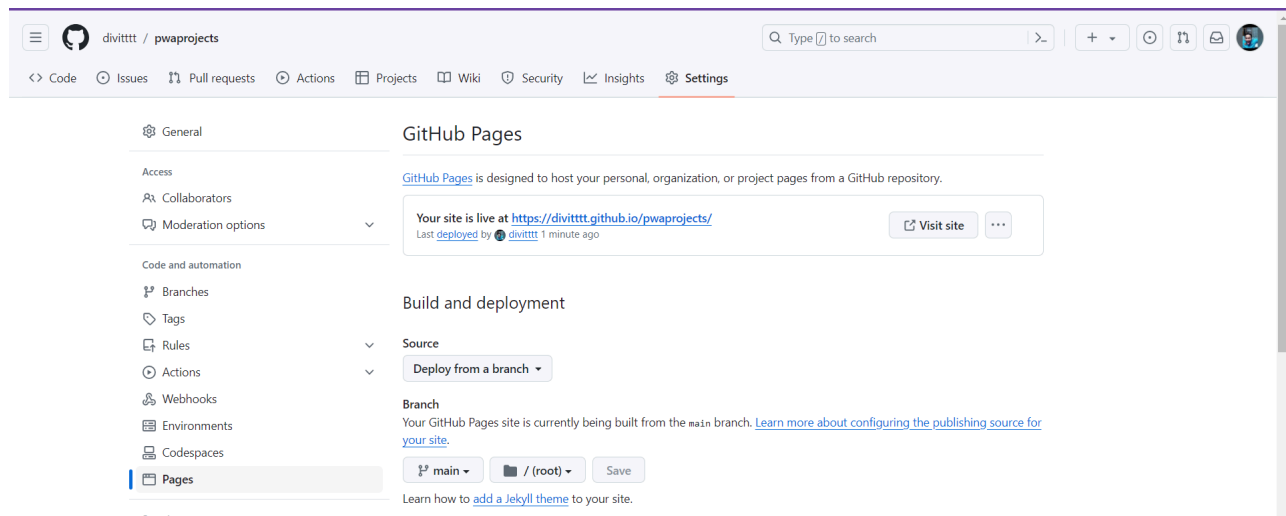 divitttt / pwaprojects
Type / to search
<> Code Issues Pull requests Actions Projects Wiki Security Insights Settings
General
Access
Collaborators
Moderation options
Code and automation
Branches
Tags
Rules
Actions
Webhooks
Environments
Codespaces
Pages
GitHub Pages
GitHub Pages is designed to host your personal, organization, or project pages from a GitHub repository.
Your site is live at https://divitttt.github.io/pwaprojects/
Last deployed by divitttt 1 minute ago
Visit site
Build and deployment
Source
Deploy from a branch
Branch
Your GitHub Pages site is currently being built from the main branch. Learn more about configuring the publishing source for
your site.
main / (root) Save
Learn how to add a Jekyll theme to your site.